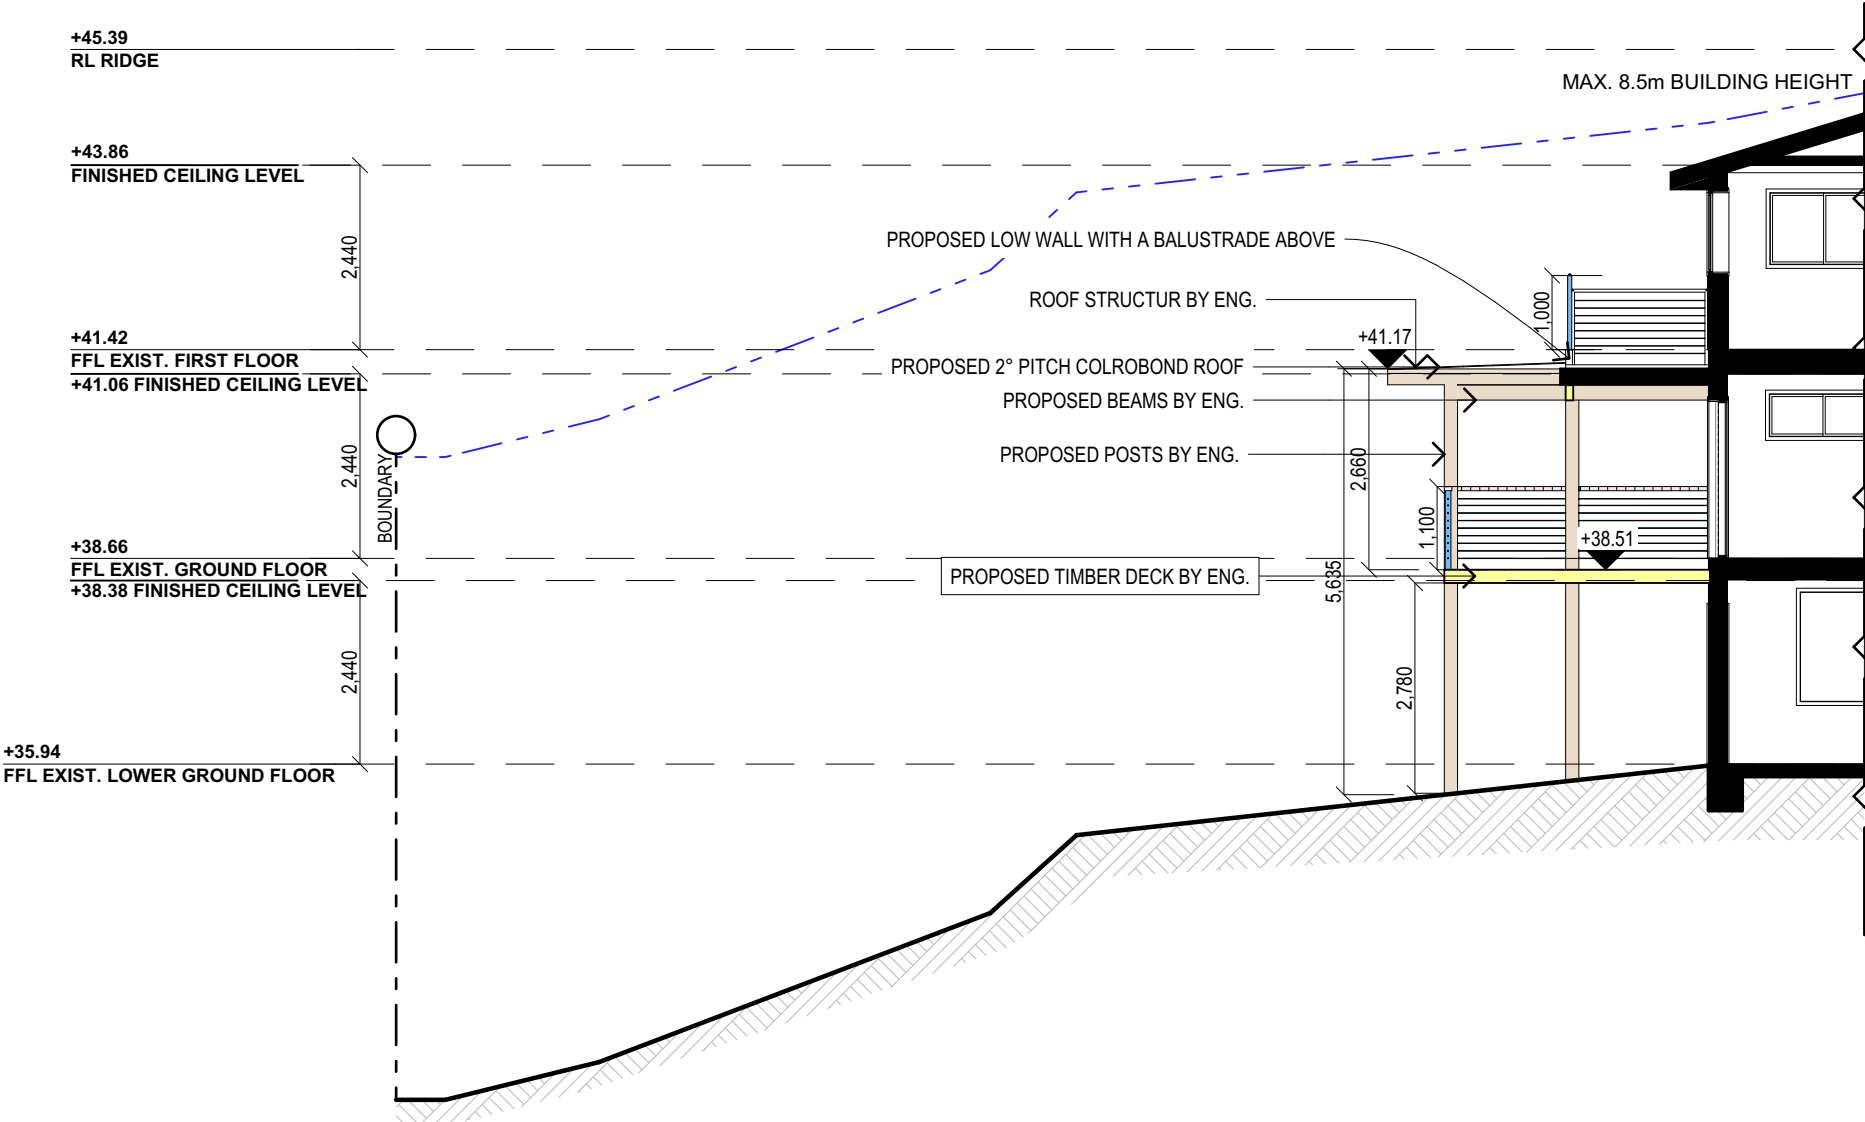 +45.39
RL RIDGE
MAX. 8.5m BUILDING HEIGHT
+43.86
FINISHED CEILING LEVEL
2,440
PROPOSED LOW WALL WITH A BALUSTRADE ABOVE
ROOF STRUCTUR BY ENG.
1,000
+41.42
FFL EXIST. FIRST FLOOR
+41.17
PROPOSED 2° PITCH COLROBOND ROOF
+41.06 FINISHED CEILING LEVEL
PROPOSED BEAMS BY ENG.
PROPOSED POSTS BY ENG.
2,440
BOUNDARY
2,660
1,100
+38.66
FFL EXIST. GROUND FLOOR
+38.51
PROPOSED TIMBER DECK BY ENG.
+38.38 FINISHED CEILING LEVEL
5,635
2,440
2,780
+35.94
FFL EXIST. LOWER GROUND FLOOR